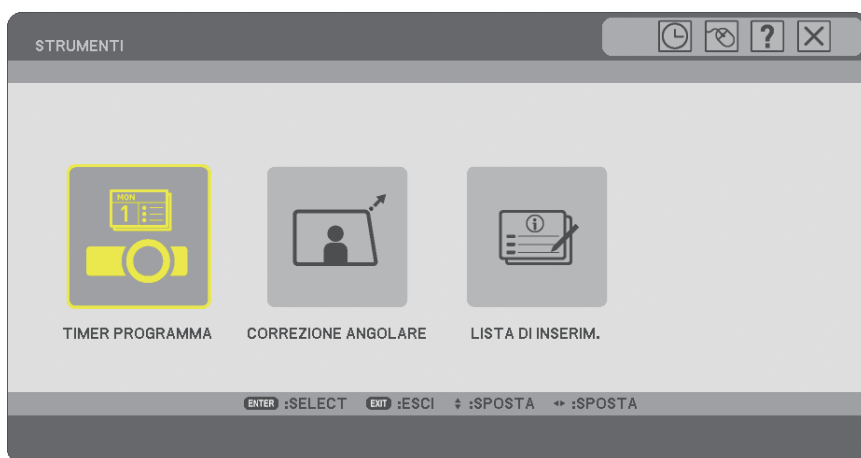 STRUMENTI
?
MON
1
TIMER PROGRAMMA CORREZIONE ANGOLARE LISTA DI INSERIM.
ENTER :SELECT EXIT :ESCI :SPOSTA :SPOSTA